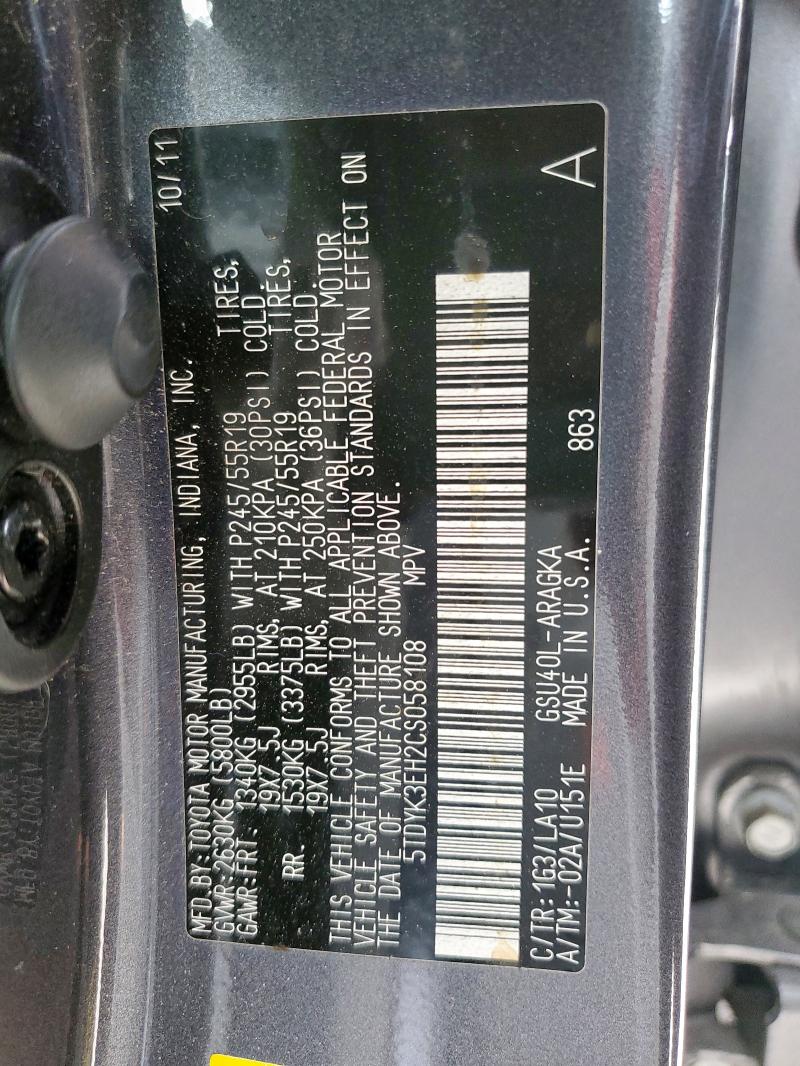 MFD. BY: TOYOTA MOTOR MANUFACTURING, INDIANA, INC. 10/11
GVWR-2630KG (5800LB)
GAWR-FRT. 1340KG (2955LB) WITH P245/55R19 TIRES,
19X7.5J RIMS, AT 210KPA (30PSI) COLD.
RR. 1530KG (3375LB) WITH P245/55R19 TIRES,
19X7.5J RIMS, AT 250KPA (36PSI) COLD.
THIS VEHICLE CONFORMS TO ALL APPLICABLE FEDERAL MOTOR
VEHICLE SAFETY AND THEFT PREVENTION STANDARDS IN EFFECT ON
THE DATE OF MANUFACTURE SHOWN ABOVE.
5TDYK3EH2CS058108 MPV
A
C/TR: 1G3/LA10 GSU40L-ARAGKA 863
A/TM:-02A/U151E MADE IN U.S.A.